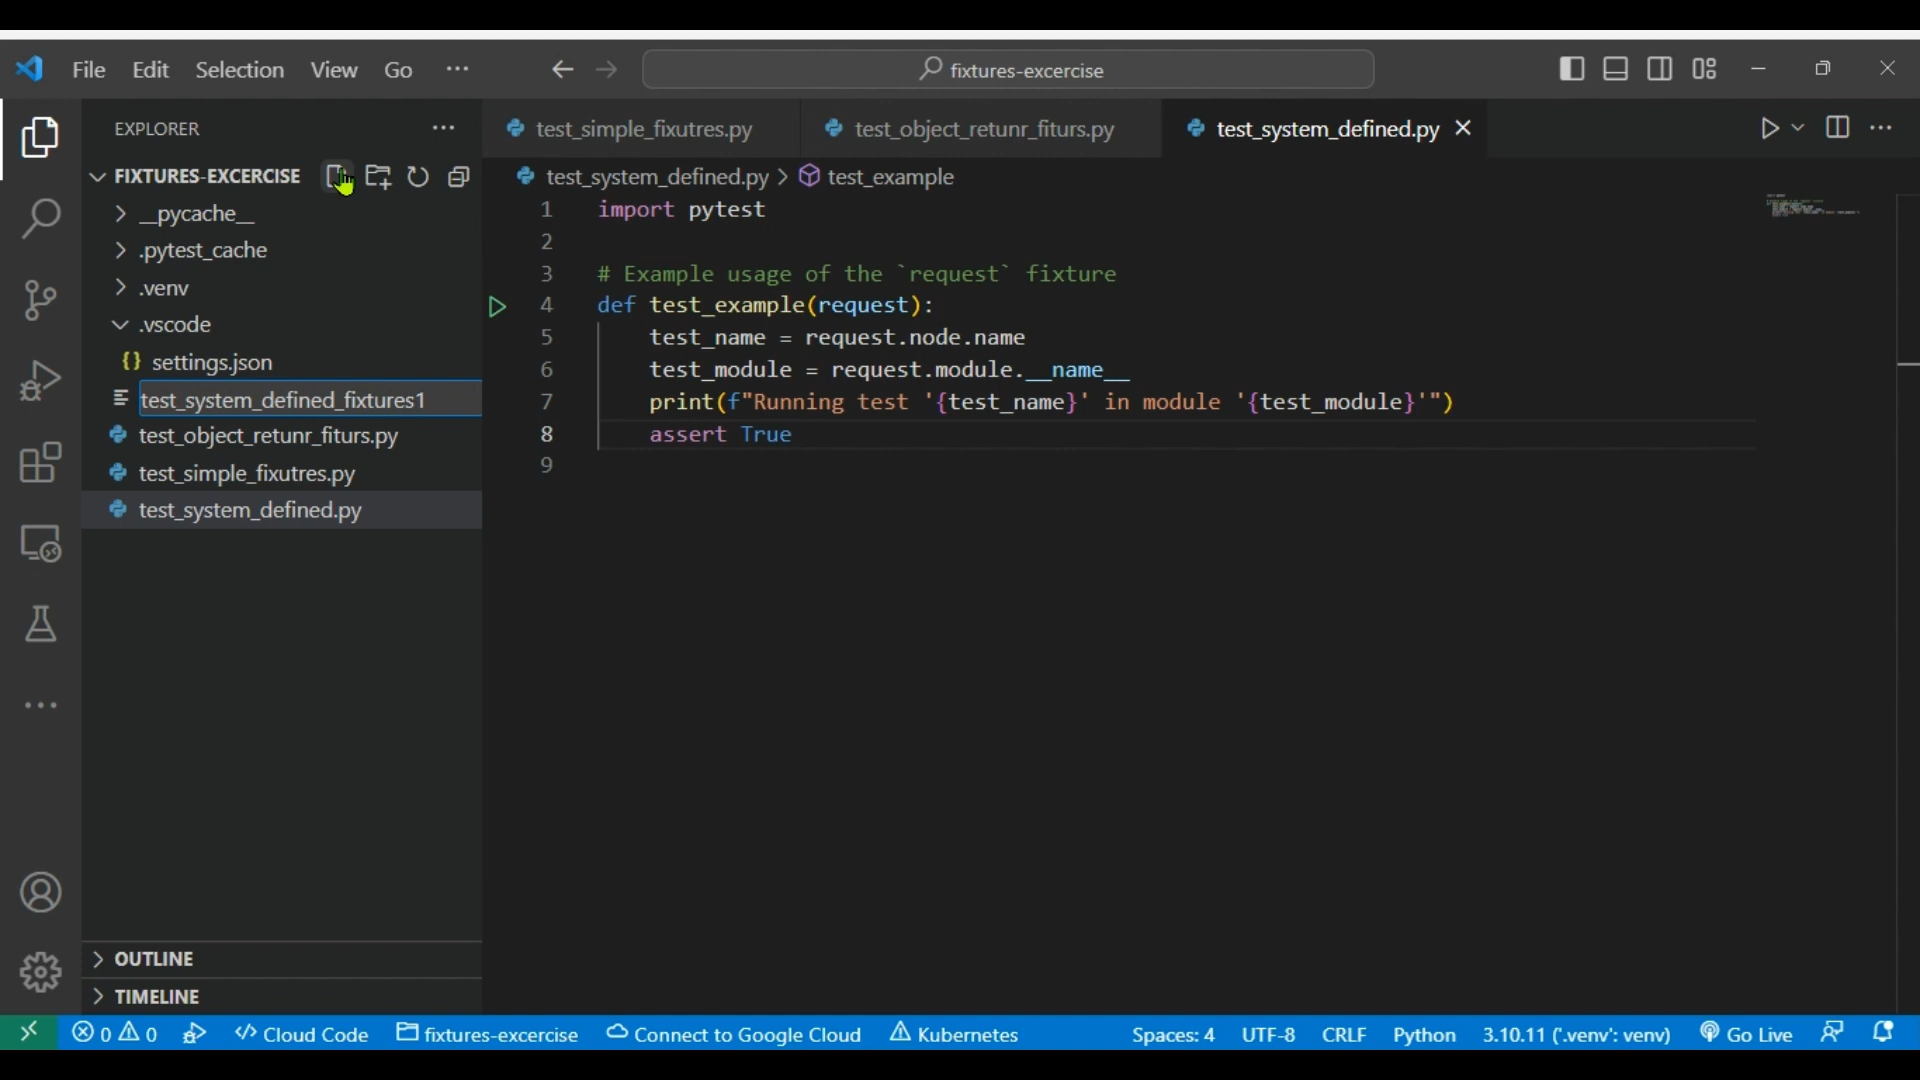 File Edit Selection View Go ···
fixtures-excercise
EXPLORER ···
FIXTURES-EXCERCISE
__pycache__
.pytest_cache
.venv
.vscode
{} settings.json
test_system_defined_fixtures1
test_object_retunr_fiturs.py
test_simple_fixutres.py
test_system_defined.py
OUTLINE
TIMELINE
test_simple_fixutres.py test_object_retunr_fiturs.py test_system_defined.py
test_system_defined.py > test_example
1 import pytest
2
3 # Example usage of the `request` fixture
4 def test_example(request):
5 test_name = request.node.name
6 test_module = request.module.__name__
7 print(f"Running test '{test_name}' in module '{test_module}'")
8 assert True
9
0 0 Cloud Code fixtures-excercise Connect to Google Cloud Kubernetes Spaces: 4 UTF-8 CRLF Python 3.10.11 ('.venv': venv) Go Live